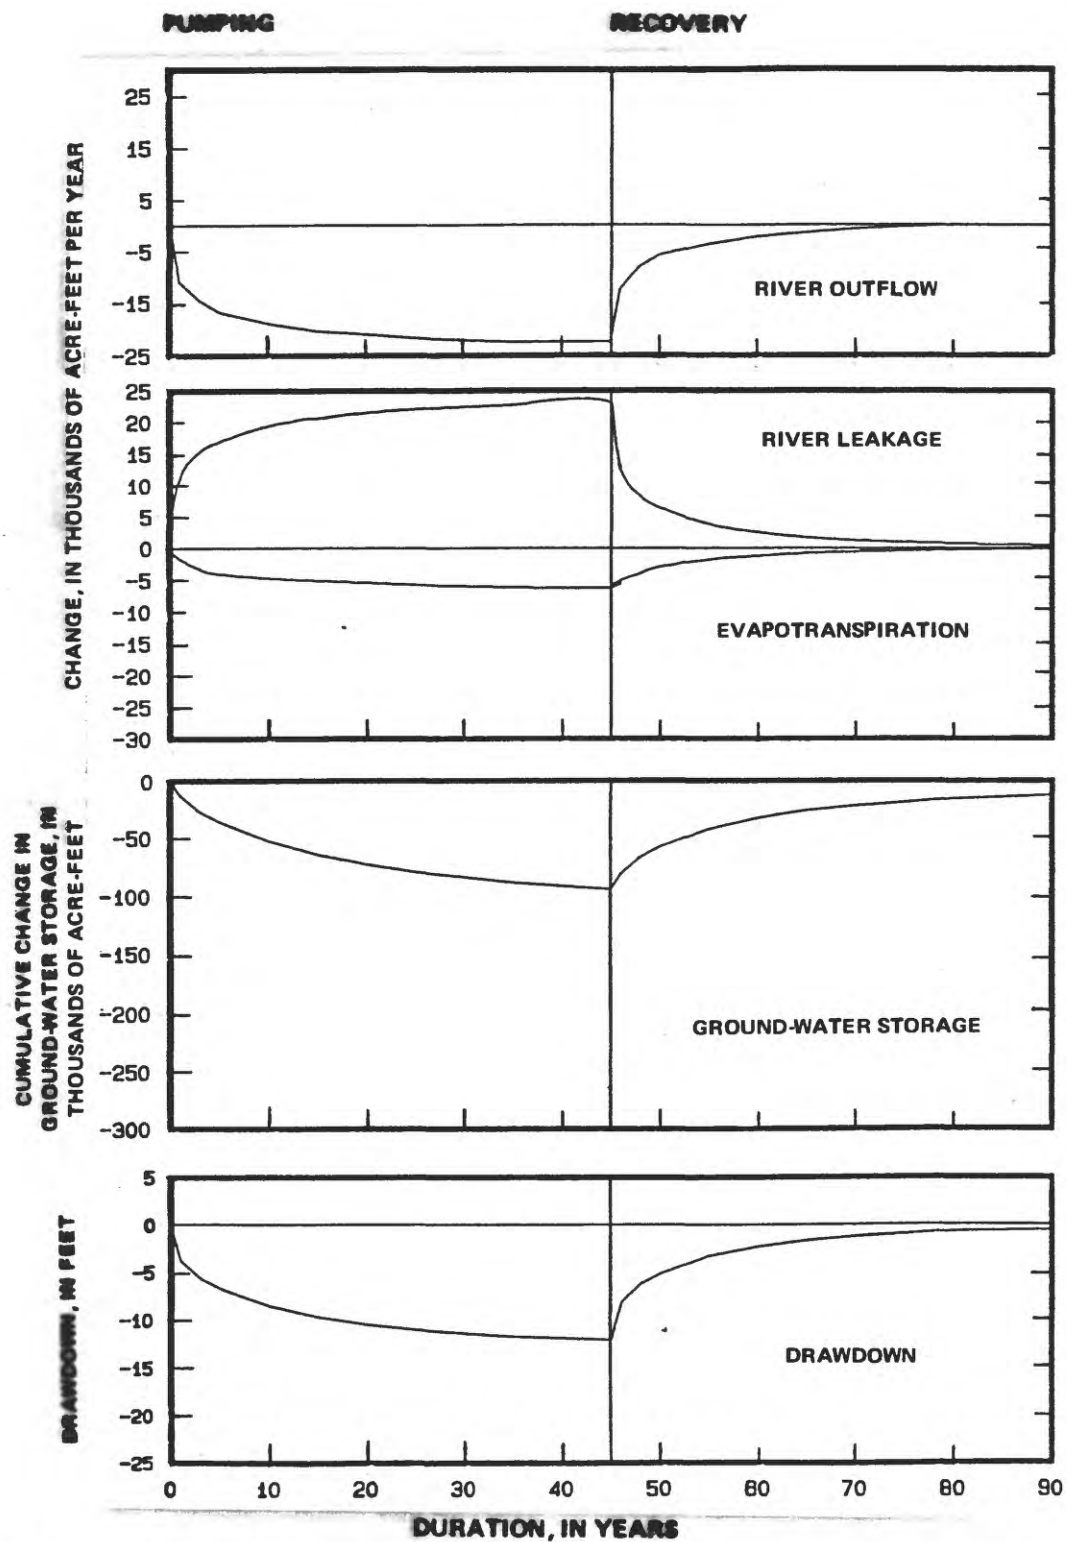 PUMPING RECOVERY
CHANGE, IN THOUSANDS OF ACRE-FEET PER YEAR
25
15
5
-5
-15
-25
RIVER OUTFLOW
25
20
15
10
5
0
-5
-10
-15
-20
-25
-30
RIVER LEAKAGE
EVAPOTRANSPIRATION
CUMULATIVE CHANGE IN
GROUND-WATER STORAGE, IN
THOUSANDS OF ACRE-FEET
0
-50
-100
-150
-200
-250
-300
GROUND-WATER STORAGE
DRAWDOWN, IN FEET
5
0
-5
-10
-15
-20
-25
DRAWDOWN
0 10 20 30 40 50 60 70 80 90
DURATION, IN YEARS